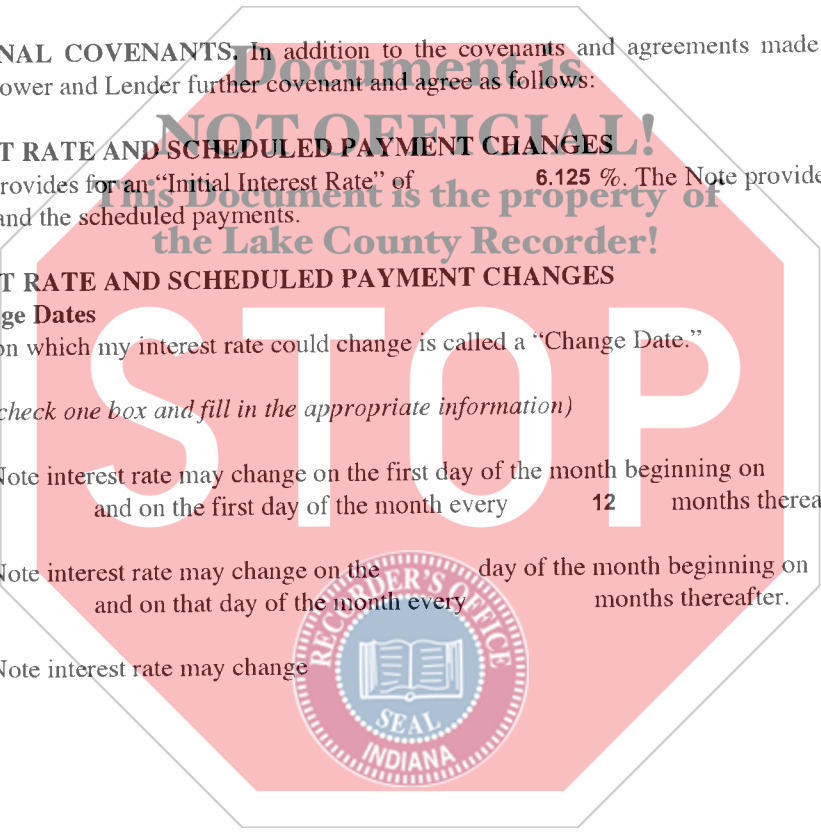 NAL COVENANTS. In addition to the covenants and agreements made
ower and Lender further covenant and agree as follows:
T RATE AND SCHEDULED PAYMENT CHANGES
rovides for an “Initial Interest Rate” of 6.125 %. The Note provide
and the scheduled payments.
T RATE AND SCHEDULED PAYMENT CHANGES
ge Dates
on which my interest rate could change is called a “Change Date.”
check one box and fill in the appropriate information)
Note interest rate may change on the first day of the month beginning on
and on the first day of the month every 12 months therea
Note interest rate may change on the day of the month beginning on
and on that day of the month every months thereafter.
Note interest rate may change
Document is
NOT OFFICIAL!
This Document is the property of
the Lake County Recorder!
STOP
RECORDER'S OFFICE
SEAL
INDIANA